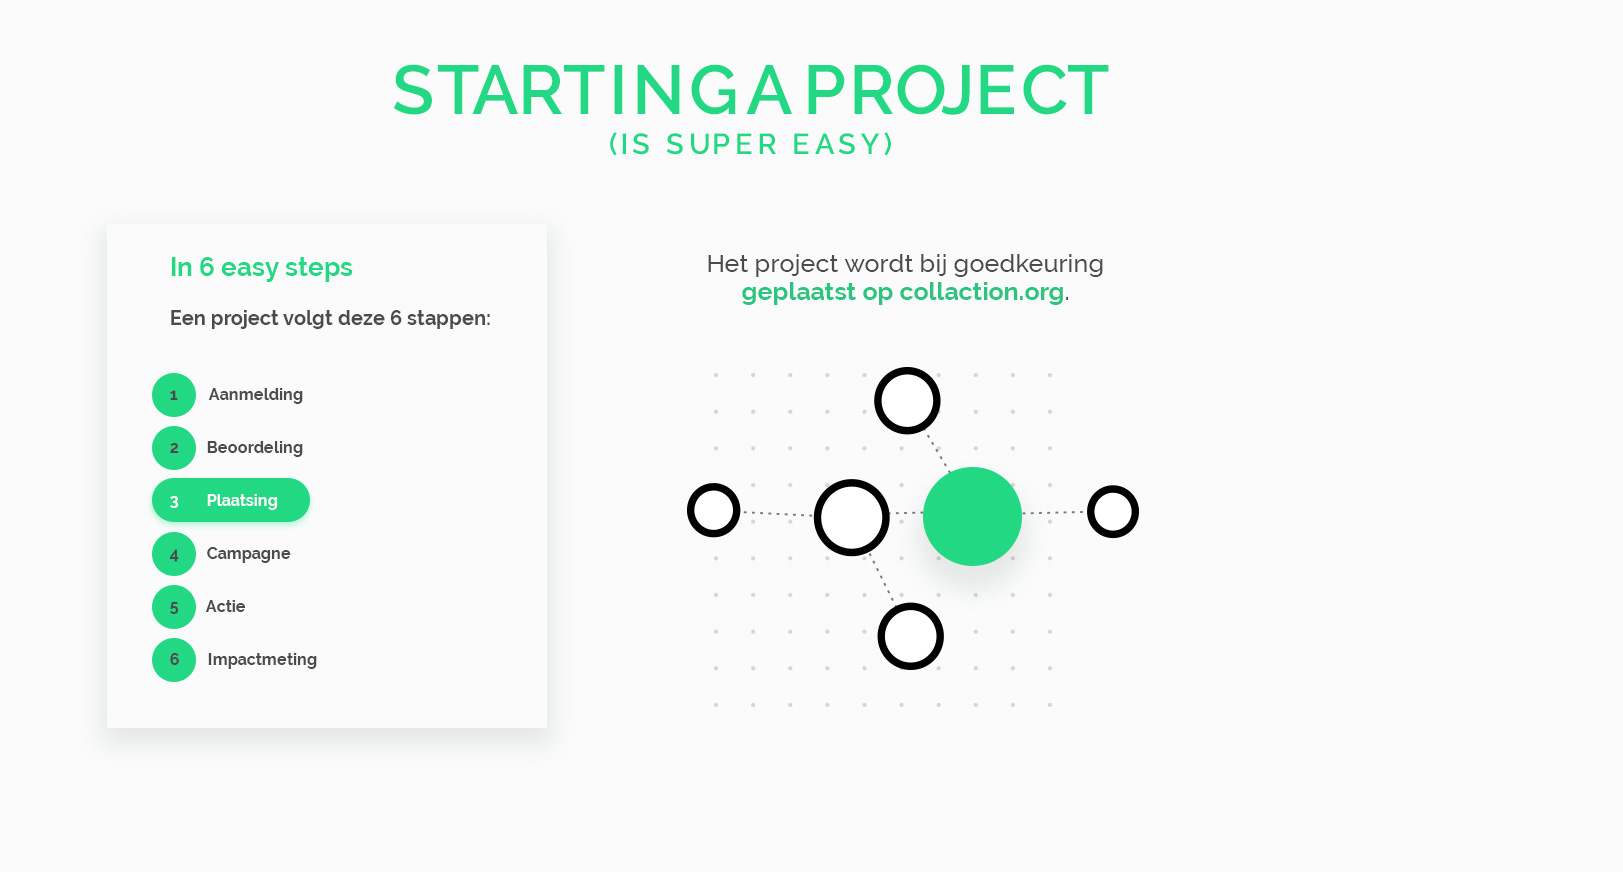 STARTING A PROJECT
(IS SUPER EASY)
In 6 easy steps
Een project volgt deze 6 stappen:
1 Aanmelding
2 Beoordeling
3 Plaatsing
4 Campagne
5 Actie
6 Impactmeting
Het project wordt bij goedkeuring
geplaatst op collaction.org.